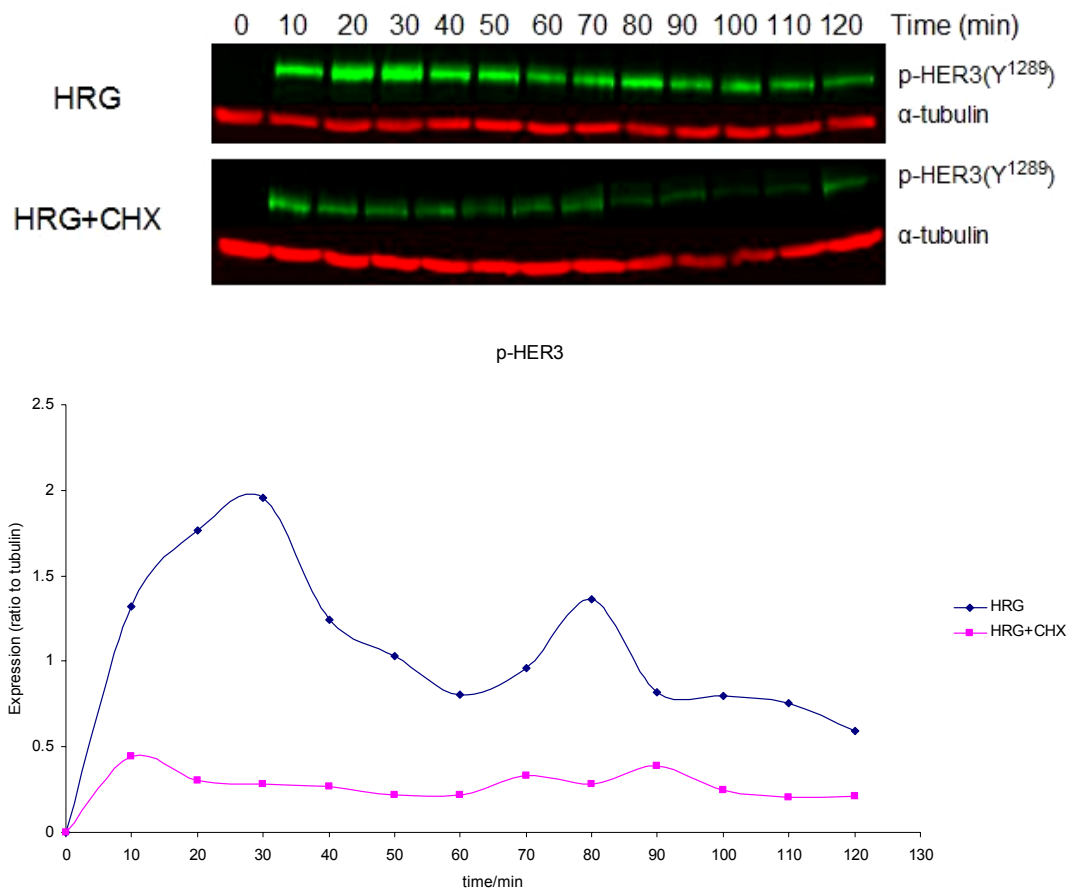 0 10 20 30 40 50 60 70 80 90 100 110 120 Time (min)
HRG
p-HER3(Y¹²⁸⁹)
α-tubulin
HRG+CHX
p-HER3(Y¹²⁸⁹)
α-tubulin
p-HER3
Expression (ratio to tubulin)
2.5
2
1.5
1
0.5
0
HRG
HRG+CHX
0 10 20 30 40 50 60 70 80 90 100 110 120 130
time/min